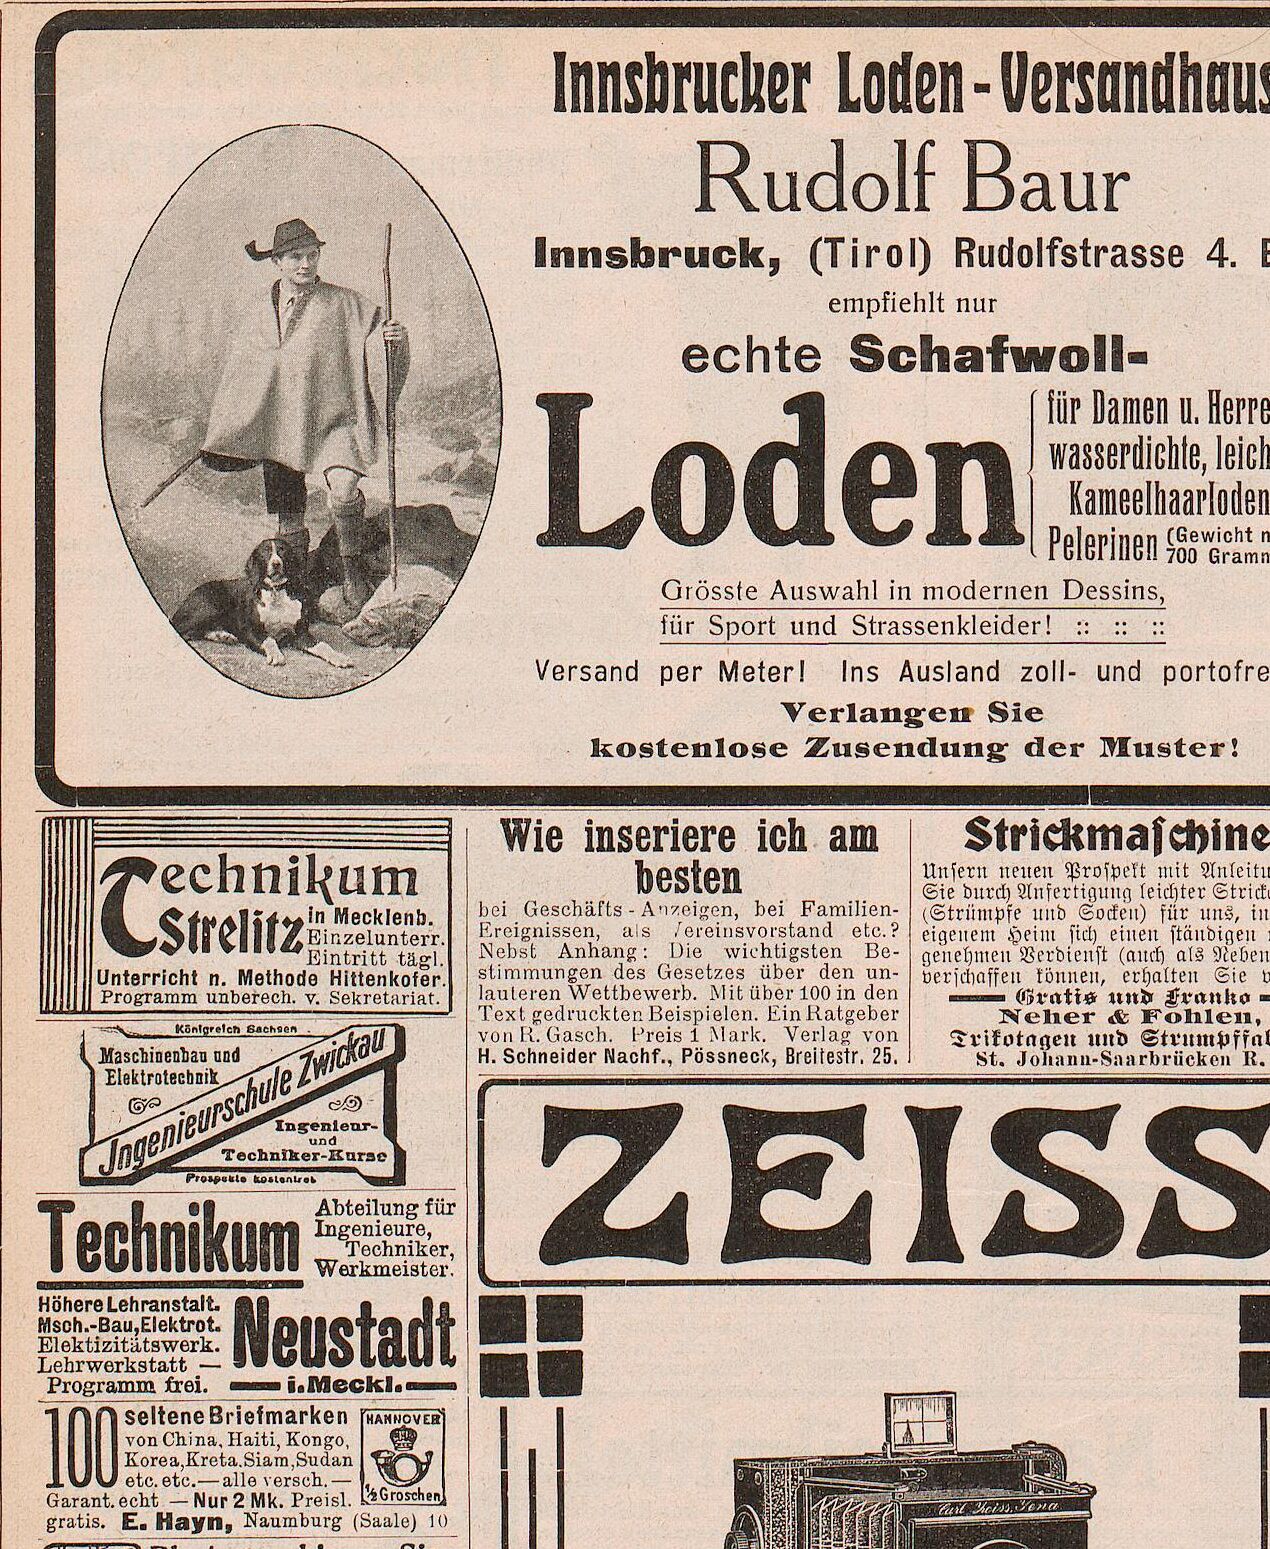 Innsbrucker Loden-Versandhaus
Rudolf Baur
Innsbruck, (Tirol) Rudolfstrasse 4.
empfiehlt nur
echte Schafwoll-
Loden
für Damen u. Herre
wasserdichte, leich
Kameelhaarloden
Pelerinen (Gewicht
700 Gramm
Grösste Auswahl in modernen Dessins,
für Sport und Strassenkleider! :: :: ::
Versand per Meter! Ins Ausland zoll- und portofre
Verlangen Sie
kostenlose Zusendung der Muster!
Technikum
Strelitz
in Mecklenb.
Einzelunterr.
Eintritt tägl.
Unterricht n. Methode Hittenkofer.
Programm unberech. v. Sekretariat.
Königreich Sachsen
Maschinenbau und
Elektrotechnik
Ingenieurschule Zwickau
Ingenieur-
und
Techniker-Kurse
Prospekte kostenlos
Technikum
Abteilung für
Ingenieure,
Techniker,
Werkmeister.
Höhere Lehranstalt.
Msch.-Bau, Elektrot.
Elektizitätswerk.
Lehrwerkstatt —
Programm frei.
Neustadt
i. Meckl.
100 seltene Briefmarken
von China, Haiti, Kongo,
Korea, Kreta, Siam, Sudan
etc. etc. — alle versch. —
Garant. echt — Nur 2 Mk. Preisl.
gratis. E. Hayn, Naumburg (Saale) 10
HANNOVER
½ Groschen
Wie inseriere ich am
besten
bei Geschäfts-Anzeigen, bei Familien-
Ereignissen, als Vereinsvorstand etc.?
Nebst Anhang: Die wichtigsten Be-
stimmungen des Gesetzes über den un-
lauteren Wettbewerb. Mit über 100 in den
Text gedruckten Beispielen. Ein Ratgeber
von R. Gasch. Preis 1 Mark. Verlag von
H. Schneider Nachf., Pössneck, Breitestr. 25.
Strickmaſchine
Unſern neuen Proſpekt mit Anleitu
Sie durch Anfertigung leichter Stricke
(Strümpfe und Socken) für uns, in
eigenem Heim ſich einen ſtändigen
genehmen Verdienſt (auch als Neben
verſchaffen können, erhalten Sie v
Gratis und Franko
Neher & Fohlen,
Trikotagen und Strumpffab
St. Johann-Saarbrücken R.
ZEISS
Carl Zeiss, Jena